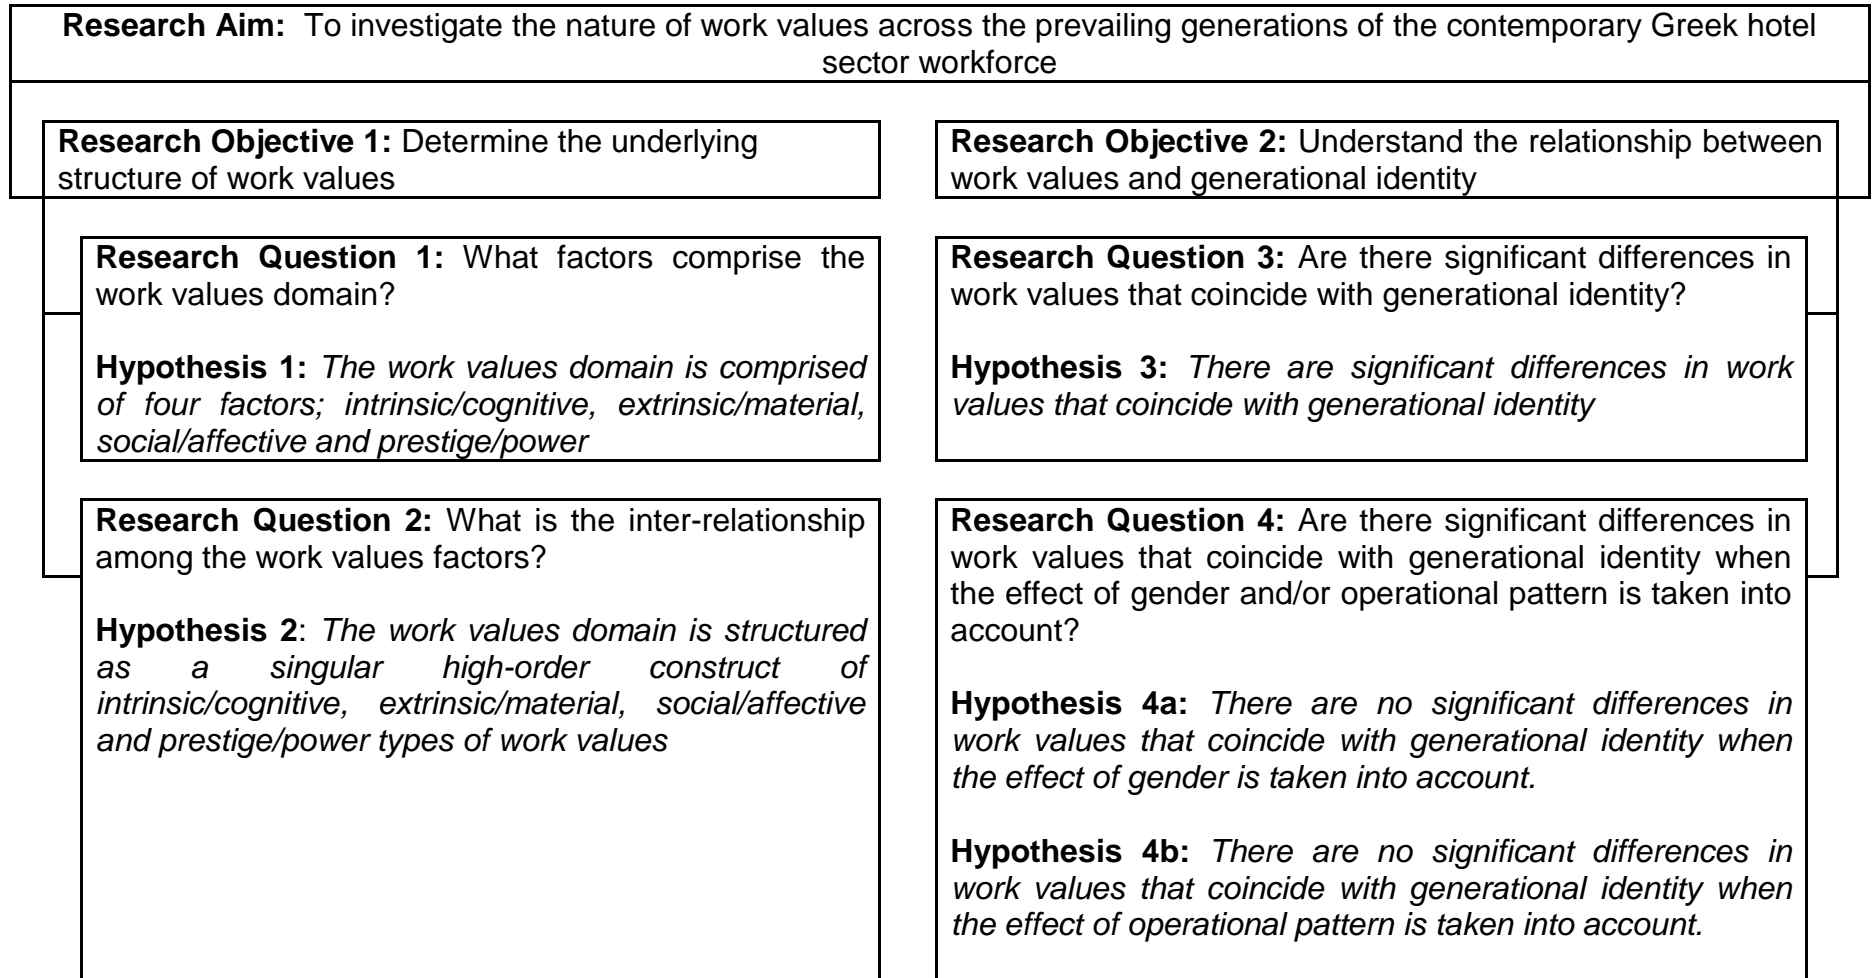 Research Aim: To investigate the nature of work values across the prevailing generations of the contemporary Greek hotel
sector workforce
Research Objective 1: Determine the underlying
structure of work values
Research Question 1: What factors comprise the
work values domain?
Hypothesis 1: The work values domain is comprised
of four factors; intrinsic/cognitive, extrinsic/material,
social/affective and prestige/power
Research Question 2: What is the inter-relationship
among the work values factors?
Hypothesis 2: The work values domain is structured
as a singular high-order construct of
intrinsic/cognitive, extrinsic/material, social/affective
and prestige/power types of work values
Research Objective 2: Understand the relationship between
work values and generational identity
Research Question 3: Are there significant differences in
work values that coincide with generational identity?
Hypothesis 3: There are significant differences in work
values that coincide with generational identity
Research Question 4: Are there significant differences in
work values that coincide with generational identity when
the effect of gender and/or operational pattern is taken into
account?
Hypothesis 4a: There are no significant differences in
work values that coincide with generational identity when
the effect of gender is taken into account.
Hypothesis 4b: There are no significant differences in
work values that coincide with generational identity when
the effect of operational pattern is taken into account.